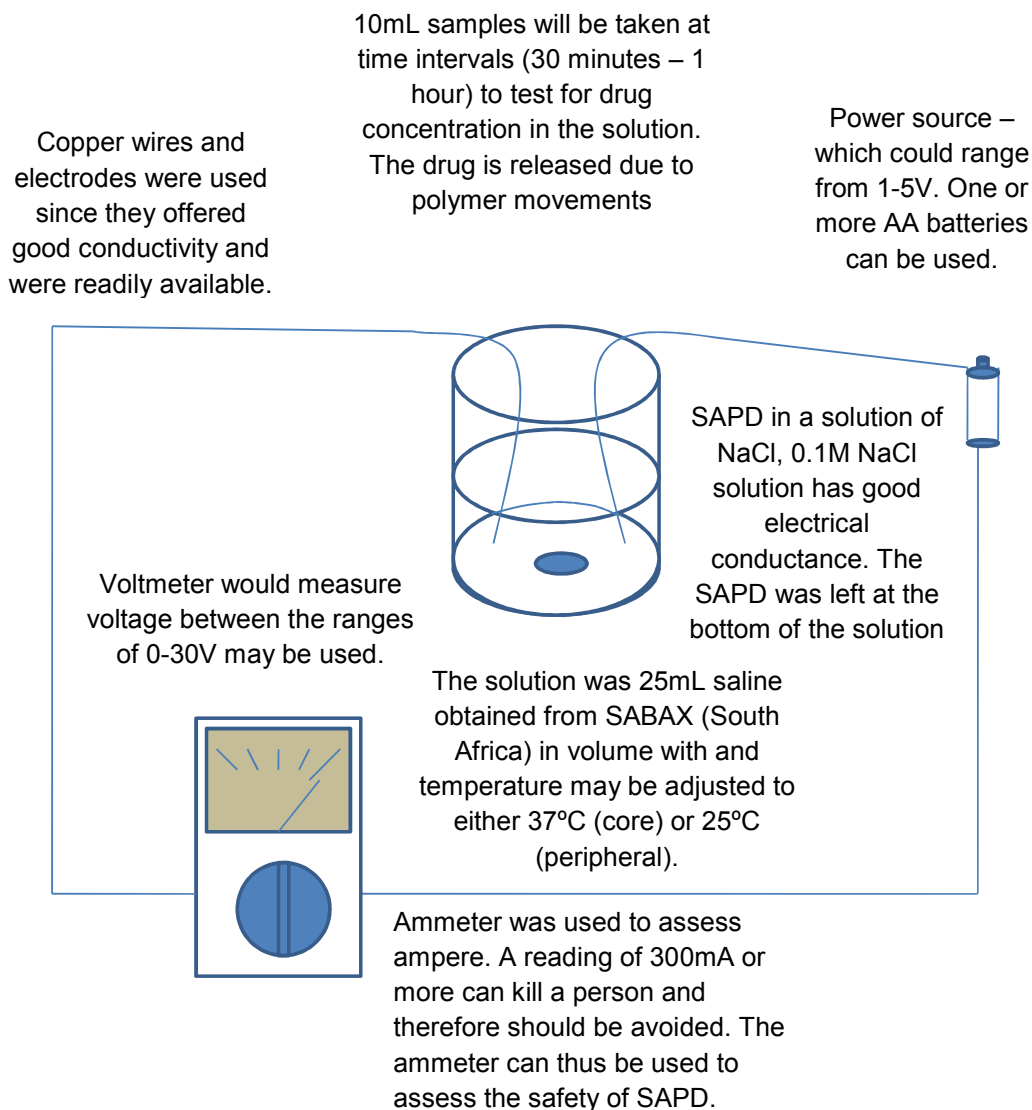 10mL samples will be taken at
time intervals (30 minutes – 1
hour) to test for drug
concentration in the solution.
The drug is released due to
polymer movements
Copper wires and
electrodes were used
since they offered
good conductivity and
were readily available.
Power source –
which could range
from 1-5V. One or
more AA batteries
can be used.
SAPD in a solution of
NaCl, 0.1M NaCl
solution has good
electrical
conductance. The
SAPD was left at the
bottom of the solution
Voltmeter would measure
voltage between the ranges
of 0-30V may be used.
The solution was 25mL saline
obtained from SABAX (South
Africa) in volume with and
temperature may be adjusted to
either 37ºC (core) or 25ºC
(peripheral).
Ammeter was used to assess
ampere. A reading of 300mA or
more can kill a person and
therefore should be avoided. The
ammeter can thus be used to
assess the safety of SAPD.